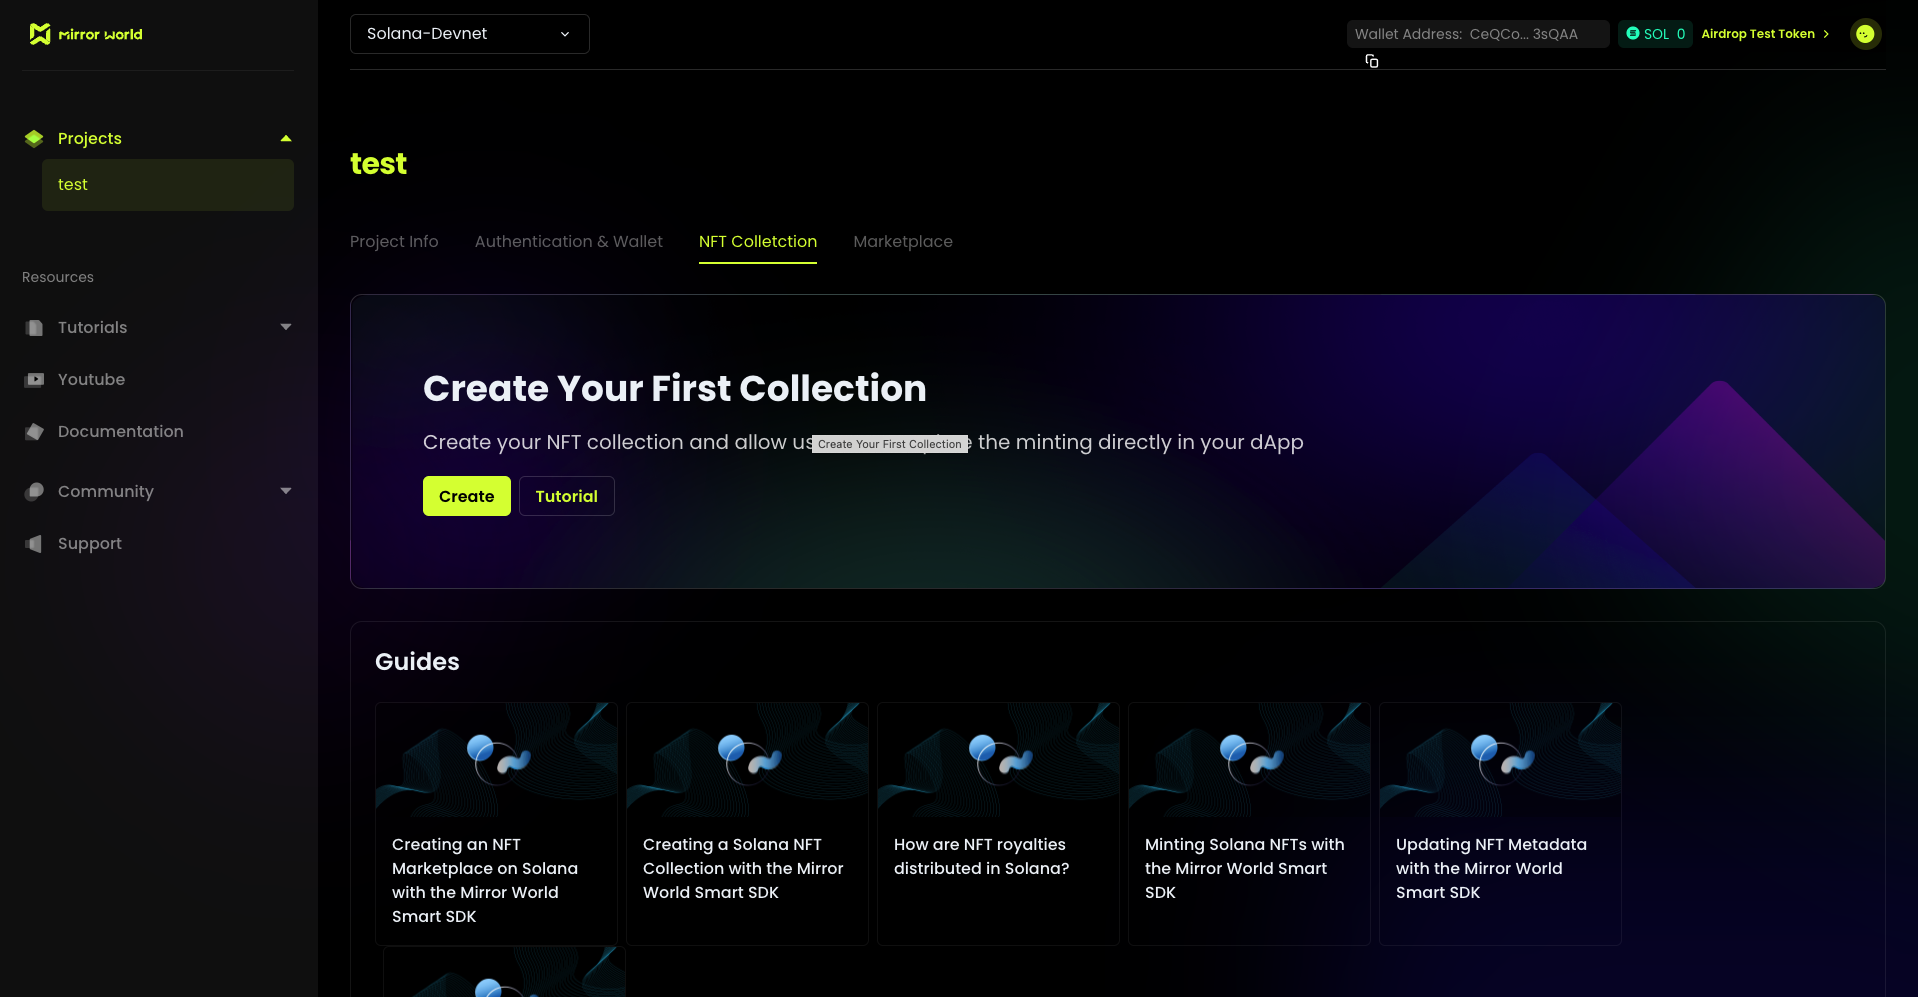 mirror world
Solana-Devnet
Wallet Address: CeQCo... 3sQAA
SOL 0
Airdrop Test Token
Projects
test
test
Project Info
Authentication & Wallet
NFT Colletction
Marketplace
Resources
Tutorials
Youtube
Documentation
Community
Support
Create Your First Collection
Create your NFT collection and allow the minting directly in your dApp
Create Your First Collection
Create
Tutorial
Guides
Creating an NFT
Marketplace on Solana
with the Mirror World
Smart SDK
Creating a Solana NFT
Collection with the Mirror
World Smart SDK
How are NFT royalties
distributed in Solana?
Minting Solana NFTs with
the Mirror World Smart
SDK
Updating NFT Metadata
with the Mirror World
Smart SDK